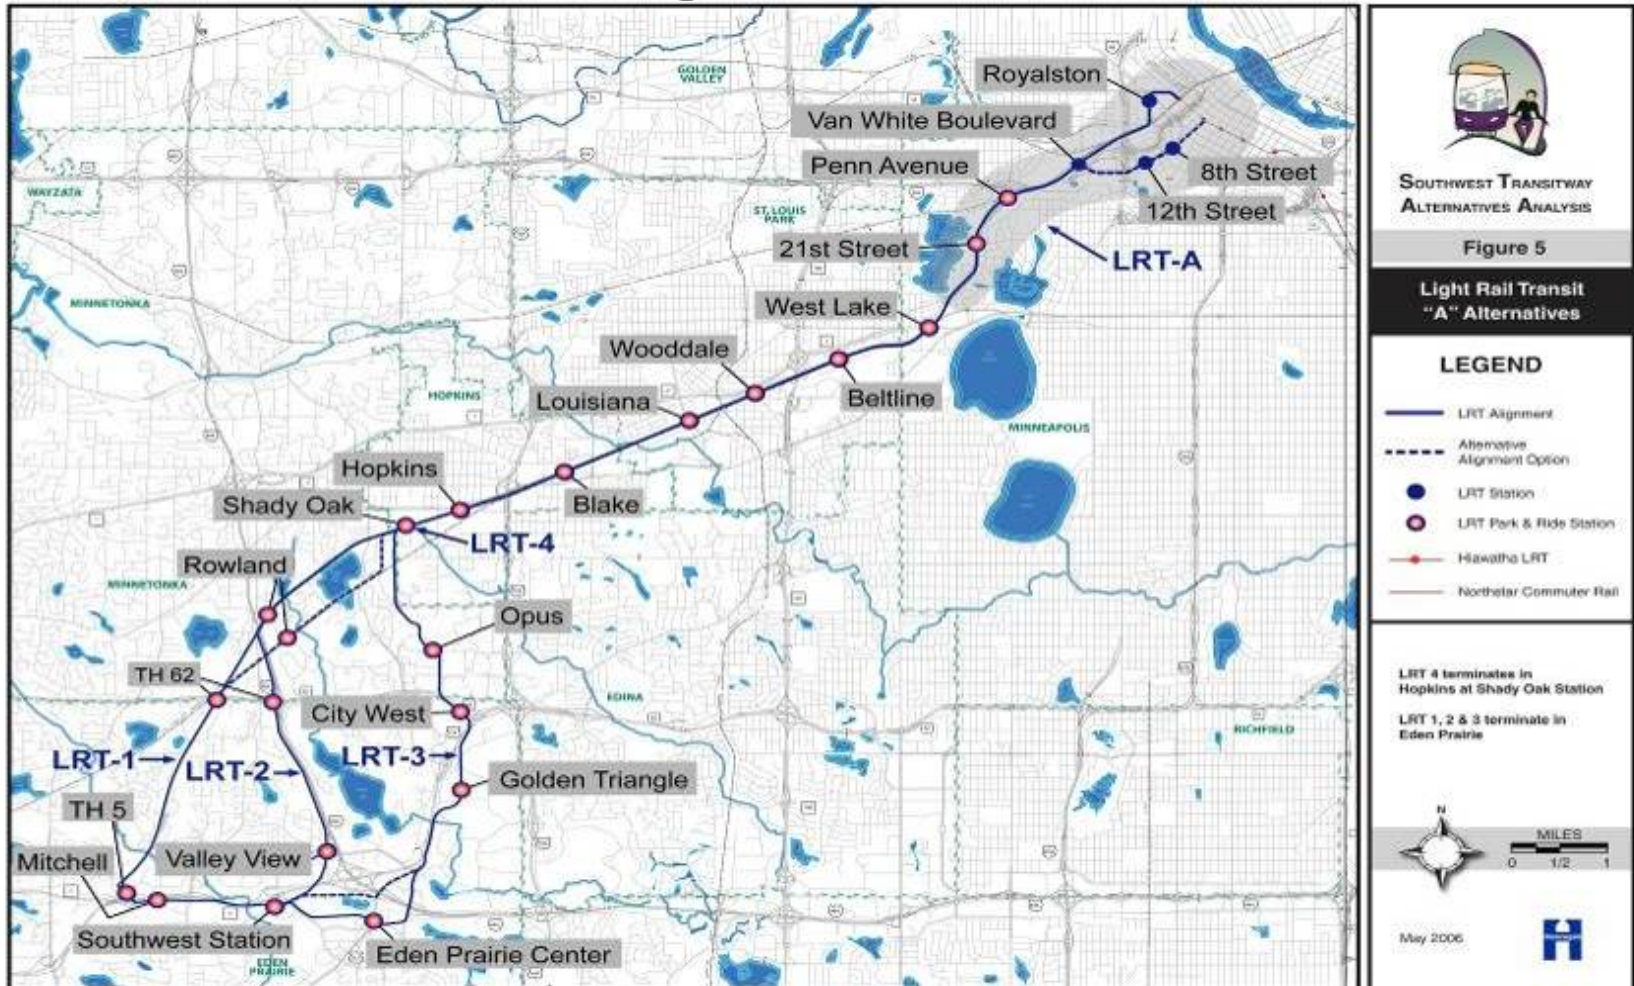 GOLDEN
VALLEY
Royalston
Van White Boulevard
Penn Avenue
8th Street
12th Street
WAYZATA
ST. LOUIS
PARK
21st Street
LRT-A
MINNETONKA
West Lake
Wooddale
HOPKINS
Louisiana
Beltline
MINNEAPOLIS
Hopkins
Blake
Shady Oak
LRT-4
Rowland
MINNETONKA
Opus
TH 62
EDINA
City West
RICHFIELD
LRT-1
LRT-2
LRT-3
Golden Triangle
TH 5
Mitchell
Valley View
Southwest Station
Eden Prairie Center
EDEN
PRAIRIE
SOUTHWEST TRANSITWAY
ALTERNATIVES ANALYSIS
Figure 5
Light Rail Transit
"A" Alternatives
LEGEND
LRT Alignment
Alternative
Alignment Option
LRT Station
LRT Park & Ride Station
Hiawatha LRT
Northstar Commuter Rail
LRT 4 terminates in
Hopkins at Shady Oak Station
LRT 1, 2 & 3 terminate in
Eden Prairie
N
MILES
0 1/2 1
May 2006